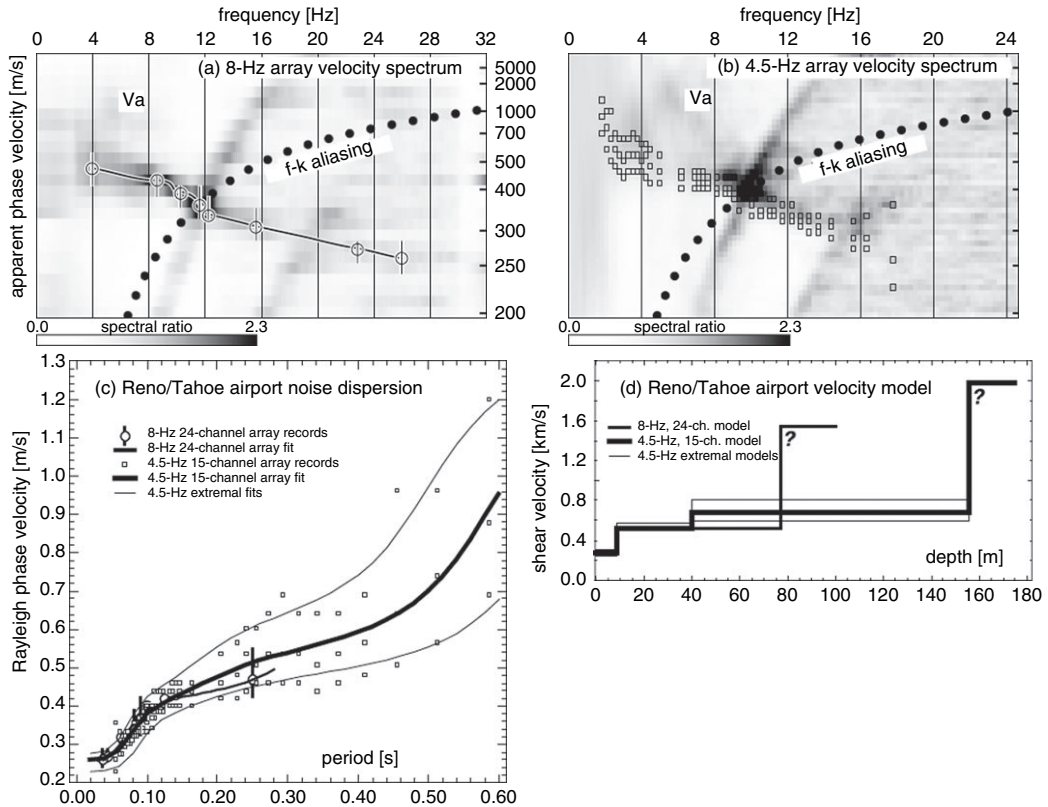 frequency [Hz]
0 4 8 12 16 20 24 28 32
apparent phase velocity [m/s]
(a) 8-Hz array velocity spectrum
Va
f-k aliasing
5000
2000
1000
700
500
400
300
250
200
0.0 spectral ratio 2.3
frequency [Hz]
0 4 8 12 16 20 24
(b) 4.5-Hz array velocity spectrum
Va
f-k aliasing
0.0 spectral ratio 2.3
(c) Reno/Tahoe airport noise dispersion
8-Hz 24-channel array records
8-Hz 24-channel array fit
4.5-Hz 15-channel array records
4.5-Hz 15-channel array fit
4.5-Hz extremal fits
Rayleigh phase velocity [m/s]
1.3
1.2
1.1
1.0
0.9
0.8
0.7
0.6
0.5
0.4
0.3
0.2
period [s]
0.00 0.10 0.20 0.30 0.40 0.50 0.60
(d) Reno/Tahoe airport velocity model
8-Hz, 24-ch. model
4.5-Hz, 15-ch. model
4.5-Hz extremal models
?
?
shear velocity [km/s]
2.0
1.6
1.2
0.8
0.4
0.0
depth [m]
0 20 40 60 80 100 120 140 160 180